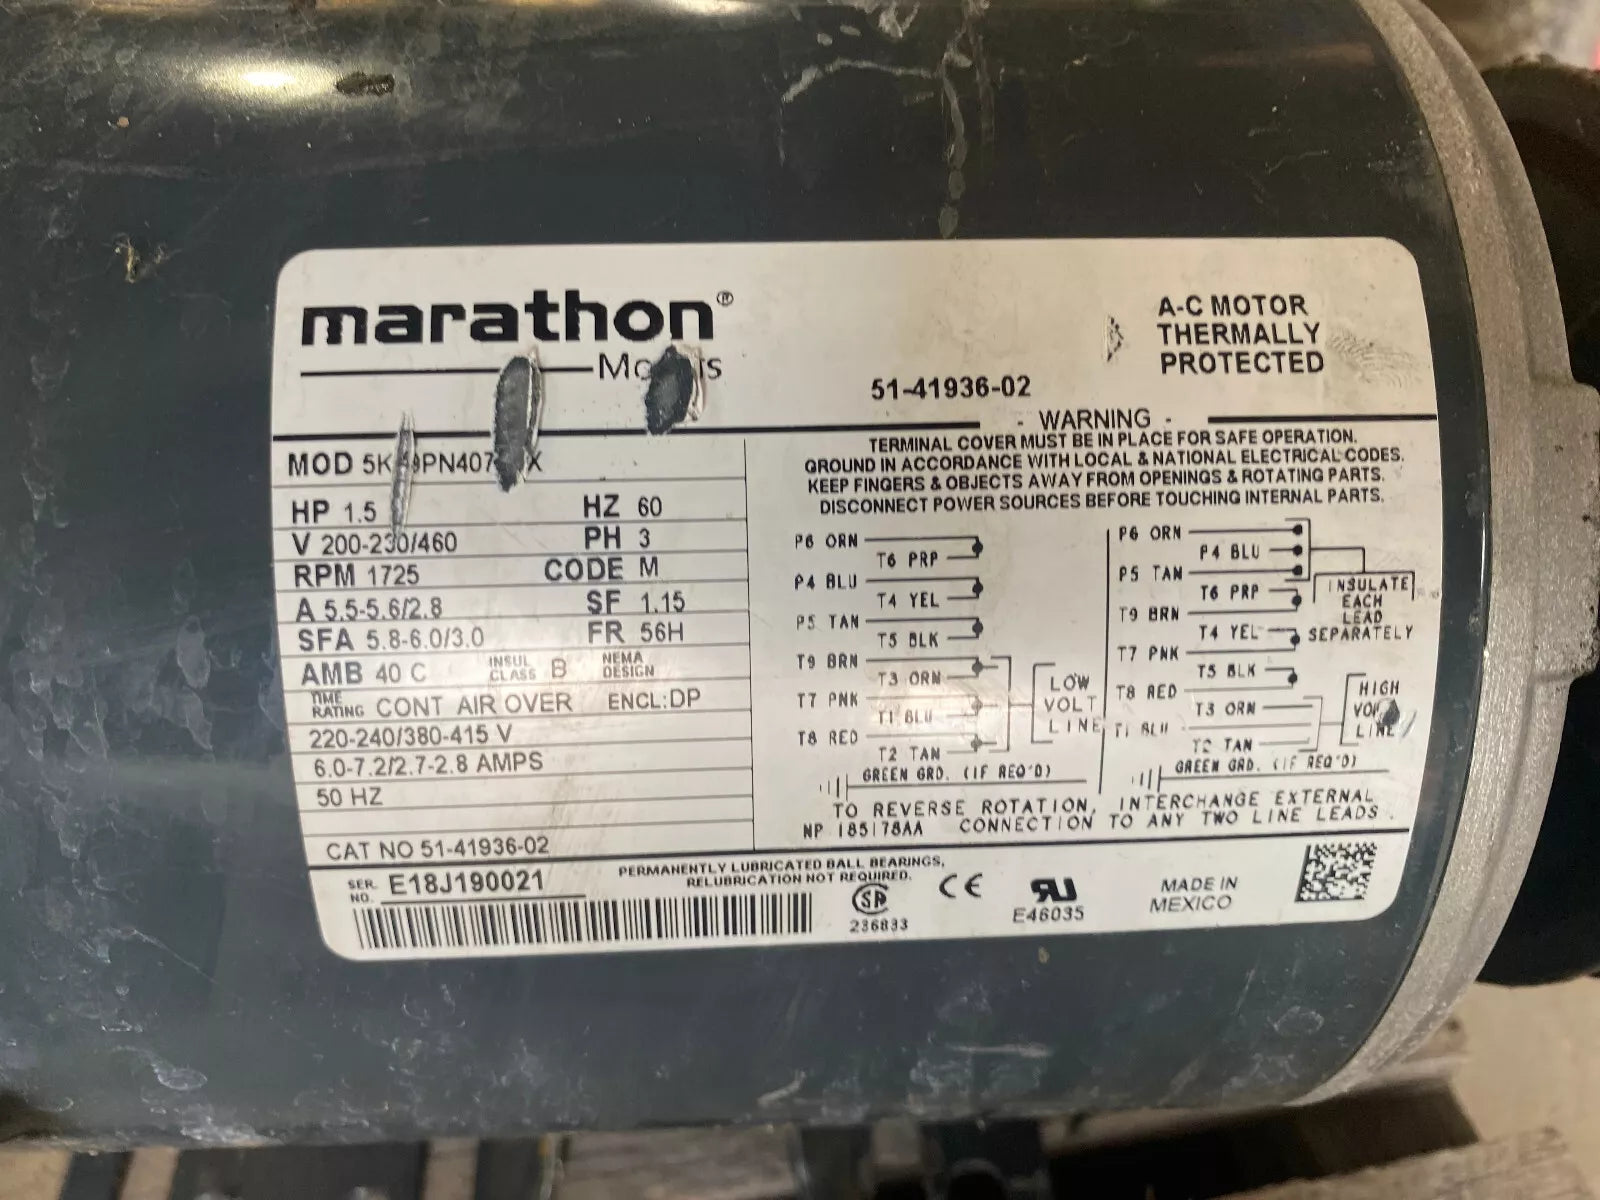 marathon®
A-C MOTOR
THERMALLY
PROTECTED
51-41936-02
MOD
HP 1.5 HZ 60
V 200-230/460 PH 3
RPM 1725 CODE M
A 5.5-5.6/2.8 SF 1.15
SFA 5.8-6.0/3.0 FR 56H
AMB 40 C INSUL CLASS B NEMA DESIGN
TIME RATING CONT AIR OVER ENCL:DP
220-240/380-415 V
6.0-7.2/2.7-2.8 AMPS
50 HZ
CAT NO 51-41936-02
- WARNING -
TERMINAL COVER MUST BE IN PLACE FOR SAFE OPERATION.
GROUND IN ACCORDANCE WITH LOCAL & NATIONAL ELECTRICAL CODES.
KEEP FINGERS & OBJECTS AWAY FROM OPENINGS & ROTATING PARTS.
DISCONNECT POWER SOURCES BEFORE TOUCHING INTERNAL PARTS.
P6 ORN
T6 PRP
P4 BLU
T4 YEL
P5 TAN
T5 BLK
T9 BRN
T3 ORN
T7 PNK
T1 BLU
T8 RED
T2 TAN
LOW
VOLT
LINE
GREEN GRD. (IF REQ'D)
P6 ORN
P4 BLU
P5 TAN
T6 PRP
T9 BRN
T4 YEL
T7 PNK
T5 BLK
T8 RED
T3 ORN
T1 BLU
T2 TAN
INSULATE
EACH
LEAD
SEPARATELY
HIGH
LINE
GREEN GRD. (IF REQ'D)
TO REVERSE ROTATION, INTERCHANGE EXTERNAL
NP 185178AA CONNECTION TO ANY TWO LINE LEADS.
SER. NO. E18J190021
PERMANENTLY LUBRICATED BALL BEARINGS,
RELUBRICATION NOT REQUIRED.
236833
CE
E46035
MADE IN
MEXICO